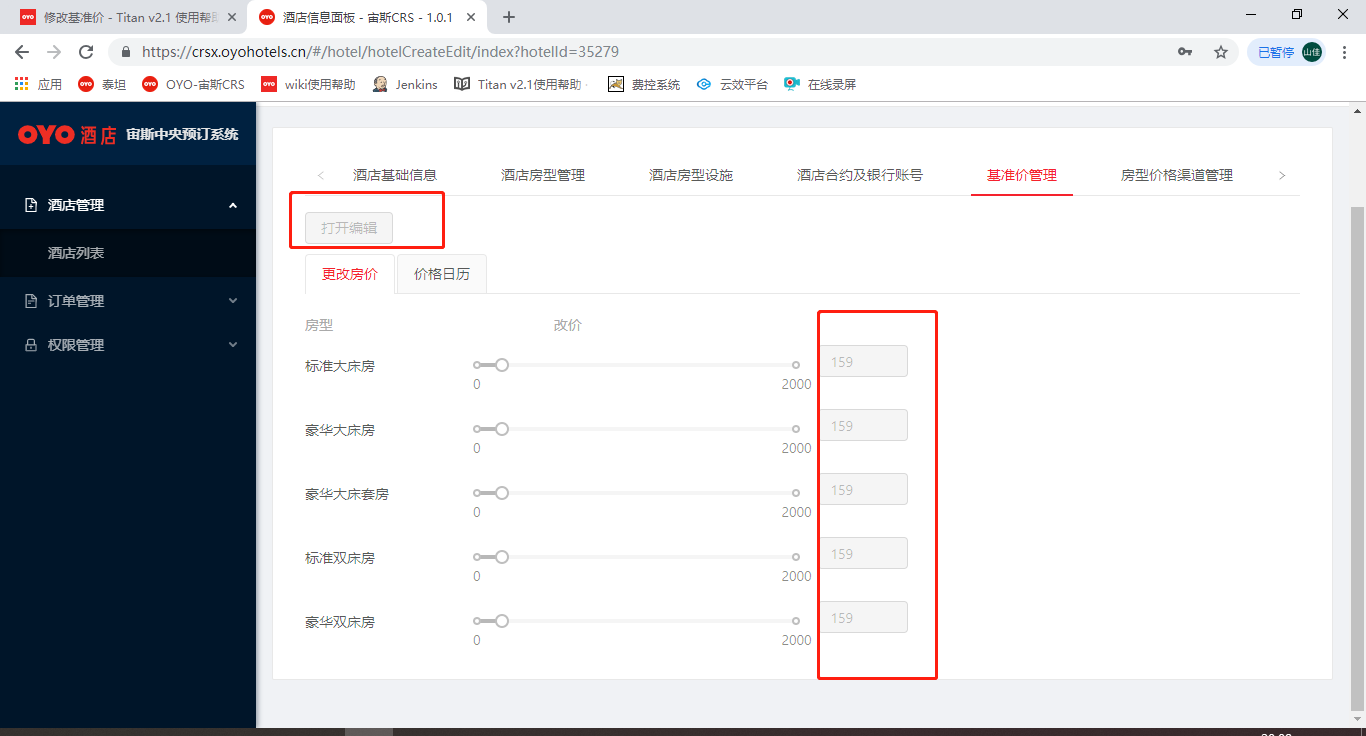 修改基准价 - Titan v2.1 使用帮
酒店信息面板 - 宙斯CRS - 1.0.1
https://crsx.oyohotels.cn/#/hotel/hotelCreateEdit/index?hotelId=35279
已暂停
山佳
应用
泰坦
OYO-宙斯CRS
wiki使用帮助
Jenkins
Titan v2.1使用帮助
费控系统
云效平台
在线录屏
OYO 酒店 宙斯中央预订系统
酒店管理
酒店列表
订单管理
权限管理
酒店基础信息
酒店房型管理
酒店房型设施
酒店合约及银行账号
基准价管理
房型价格渠道管理
打开编辑
更改房价
价格日历
房型
改价
标准大床房
0
2000
159
豪华大床房
0
2000
159
豪华大床套房
0
2000
159
标准双床房
0
2000
159
豪华双床房
0
2000
159